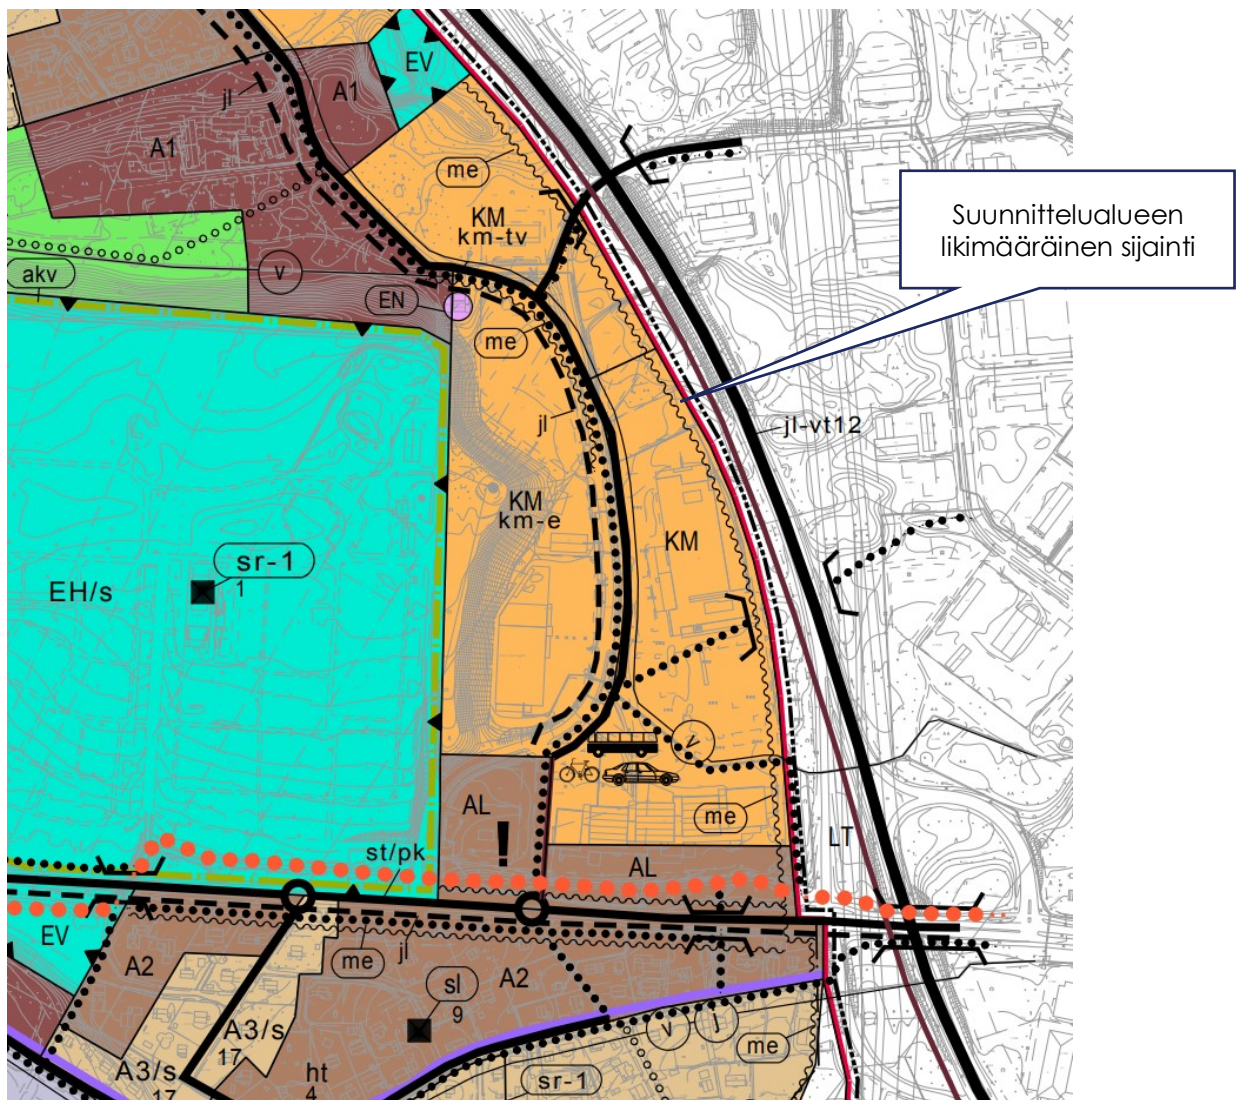 EV
jl
A1
A1
me
KM
km-tv
Suunnittelualueen
likimääräinen sijainti
akv
v
EN
me
jl
jl-vt12
KM
km-e
KM
sr-1
1
EH/s
v
me
AL
!
st/pk
AL
LT
EV
A2
me
jl
sl
9
A2
A3/s
17
A3/s
17
ht
4
v
j
me
sr-1